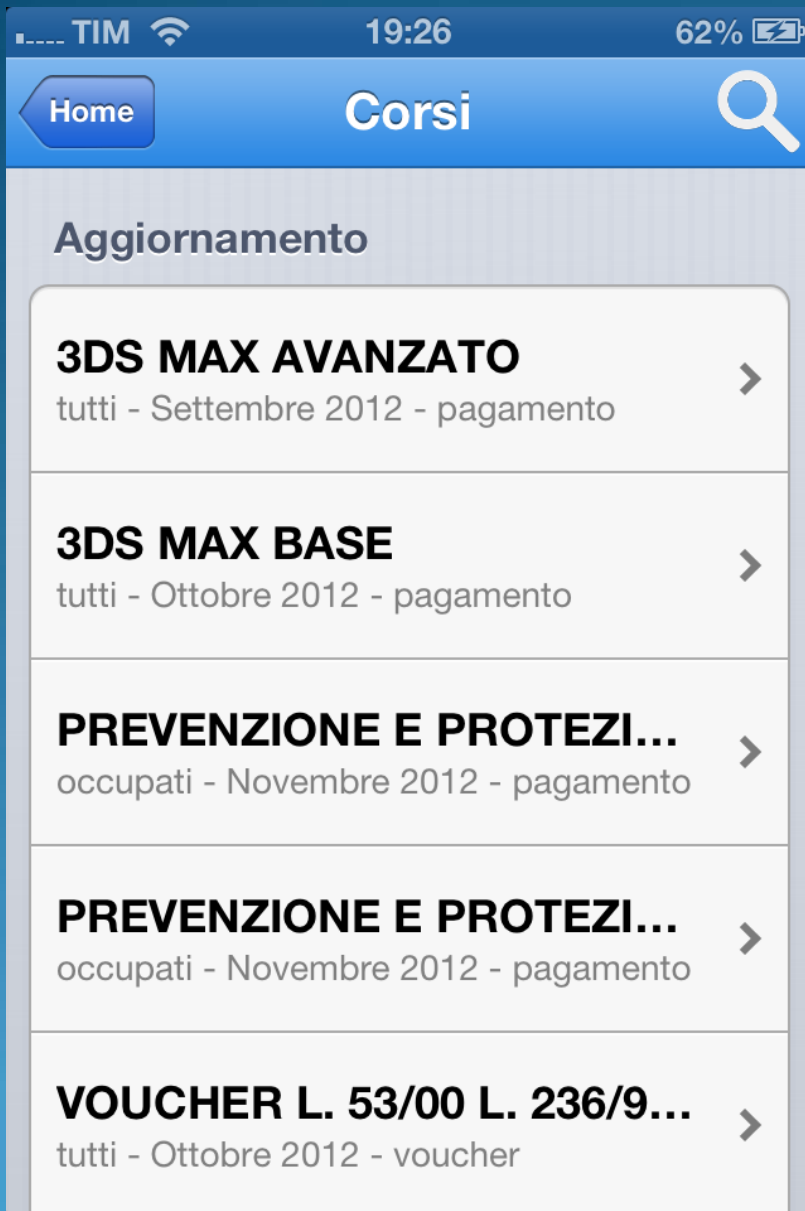 TIM 19:26 62%
Home Corsi
Aggiornamento
3DS MAX AVANZATO
tutti - Settembre 2012 - pagamento
3DS MAX BASE
tutti - Ottobre 2012 - pagamento
PREVENZIONE E PROTEZI...
occupati - Novembre 2012 - pagamento
PREVENZIONE E PROTEZI...
occupati - Novembre 2012 - pagamento
VOUCHER L. 53/00 L. 236/9...
tutti - Ottobre 2012 - voucher